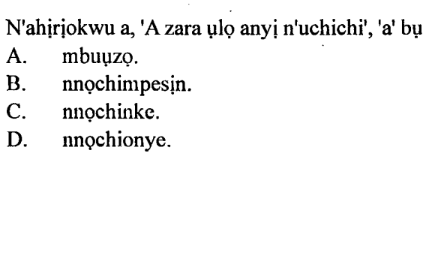 N'ahịrịokwu a, 'A zara ụlọ anyị n'uchichi', 'a' bụ
A. mbuụzọ.
B. nnọchimpesịn.
C. nnọchinke.
D. nnọchionye.